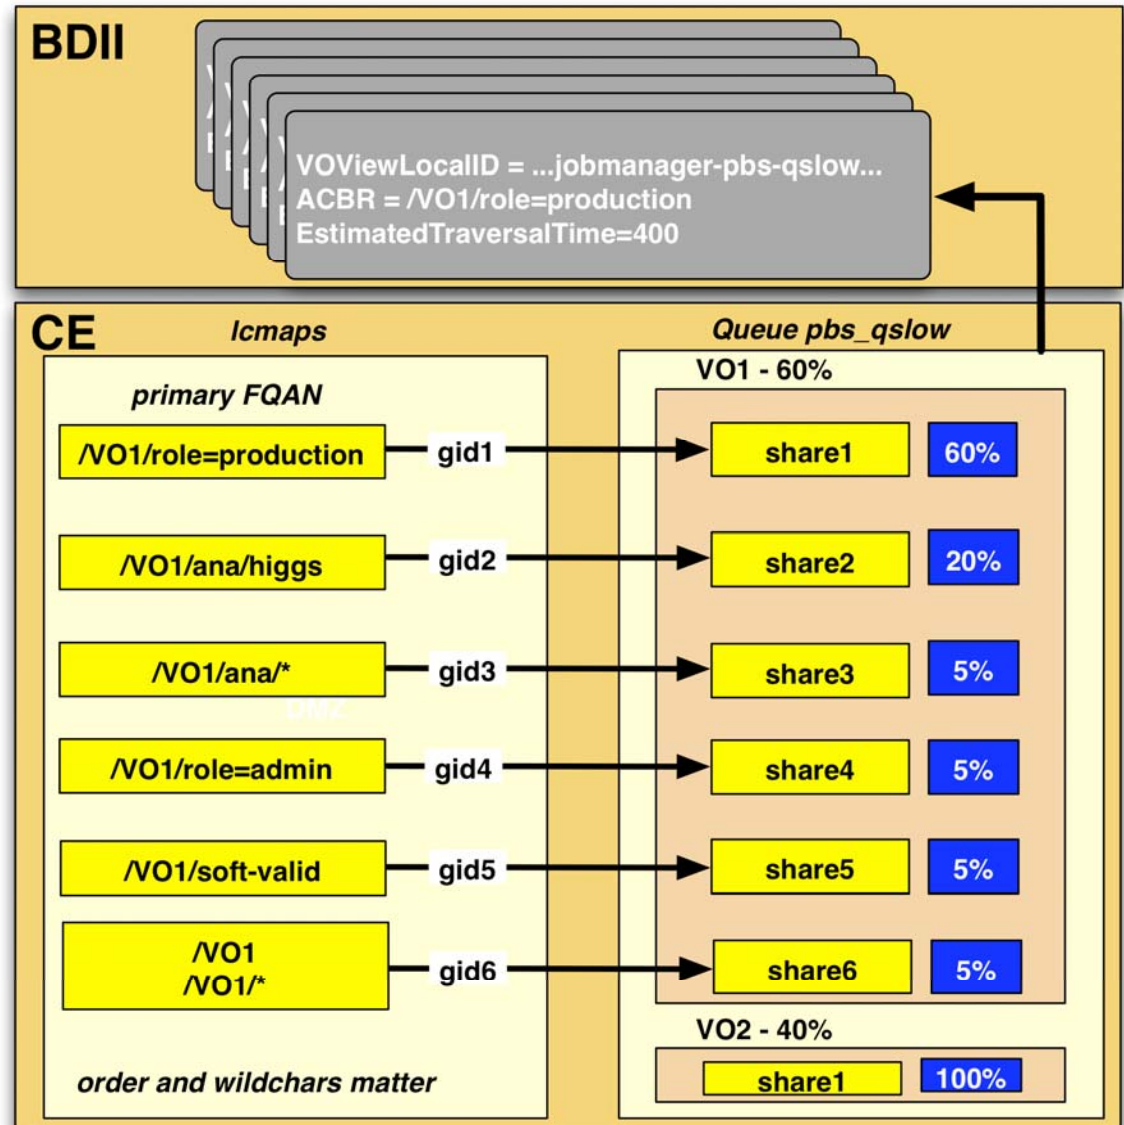 BDII
VOViewLocalID = ...jobmanager-pbs-qslow...
ACBR = /VO1/role=production
EstimatedTraversalTime=400
CE
lcmaps
Queue pbs_qslow
primary FQAN
VO1 - 60%
/VO1/role=production
gid1
share1
60%
/VO1/ana/higgs
gid2
share2
20%
/VO1/ana/*
gid3
share3
5%
DMZ
/VO1/role=admin
gid4
share4
5%
/VO1/soft-valid
gid5
share5
5%
/VO1
/VO1/*
gid6
share6
5%
VO2 - 40%
order and wildchars matter
share1
100%